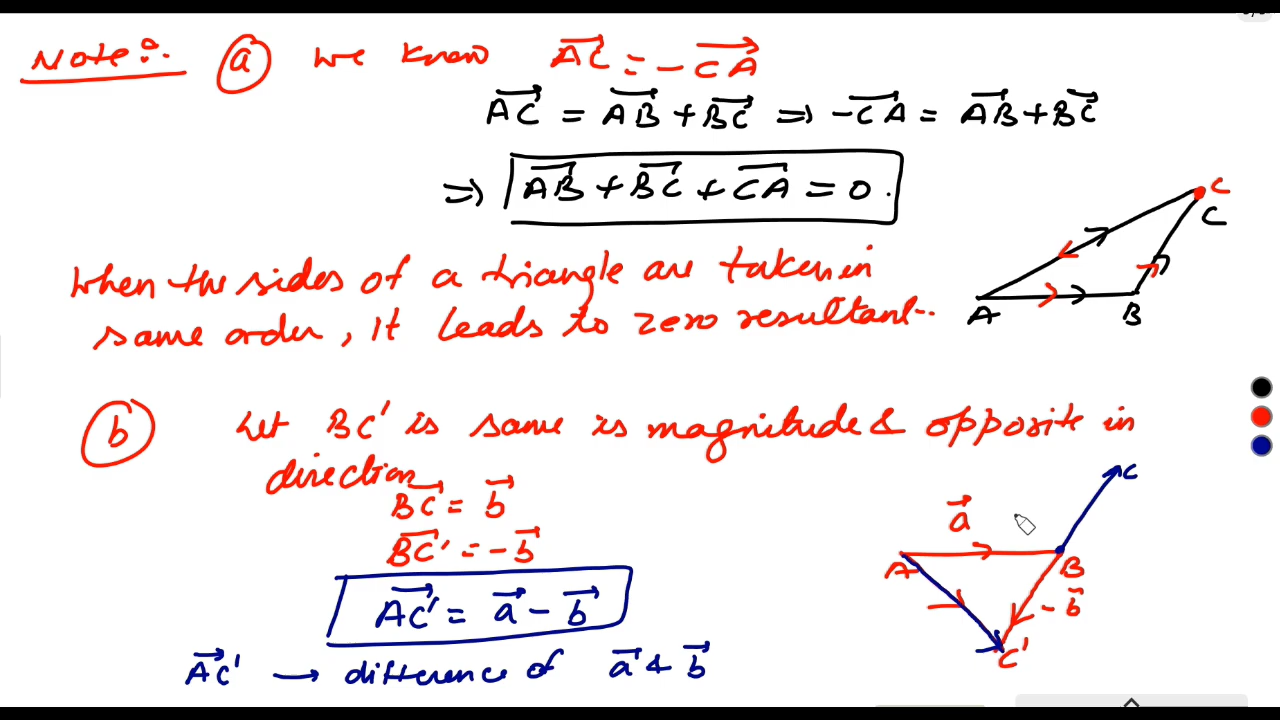 Note:- (a) we know →AC = -→CA
→AC = →AB + →BC ⇒ -→CA = →AB + →BC
⇒ →AB + →BC + →CA = 0.
C
C
A
B
When the sides of a triangle are taken in
same order, it leads to zero resultant..
(b) Let BC' is same is magnitude & opposite in
direction
→BC = →b
→BC' = -→b
→AC' = →a - →b
→AC' → difference of →a & →b
C
→a
A
B
-→b
C'